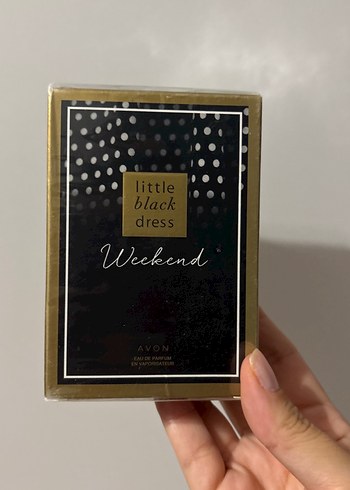 little
black
dress
Weekend
AVON
EAU DE PARFUM
EN VAPORISATEUR